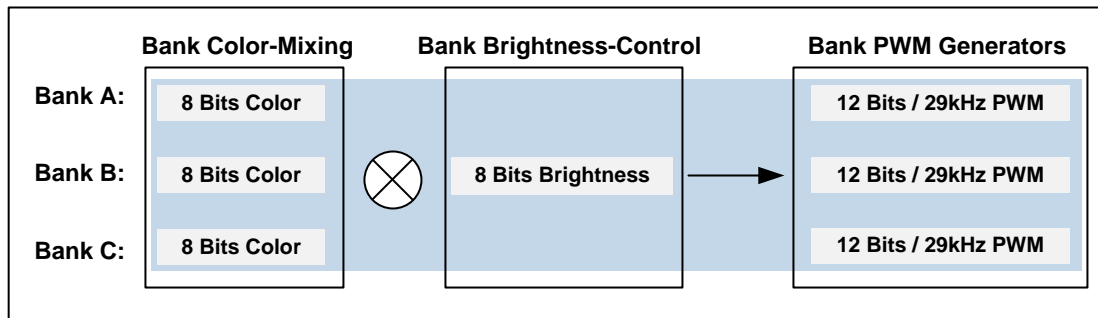 Bank Color-Mixing Bank Brightness-Control Bank PWM Generators
Bank A: 8 Bits Color 12 Bits / 29kHz PWM
Bank B: 8 Bits Color 8 Bits Brightness 12 Bits / 29kHz PWM
Bank C: 8 Bits Color 12 Bits / 29kHz PWM